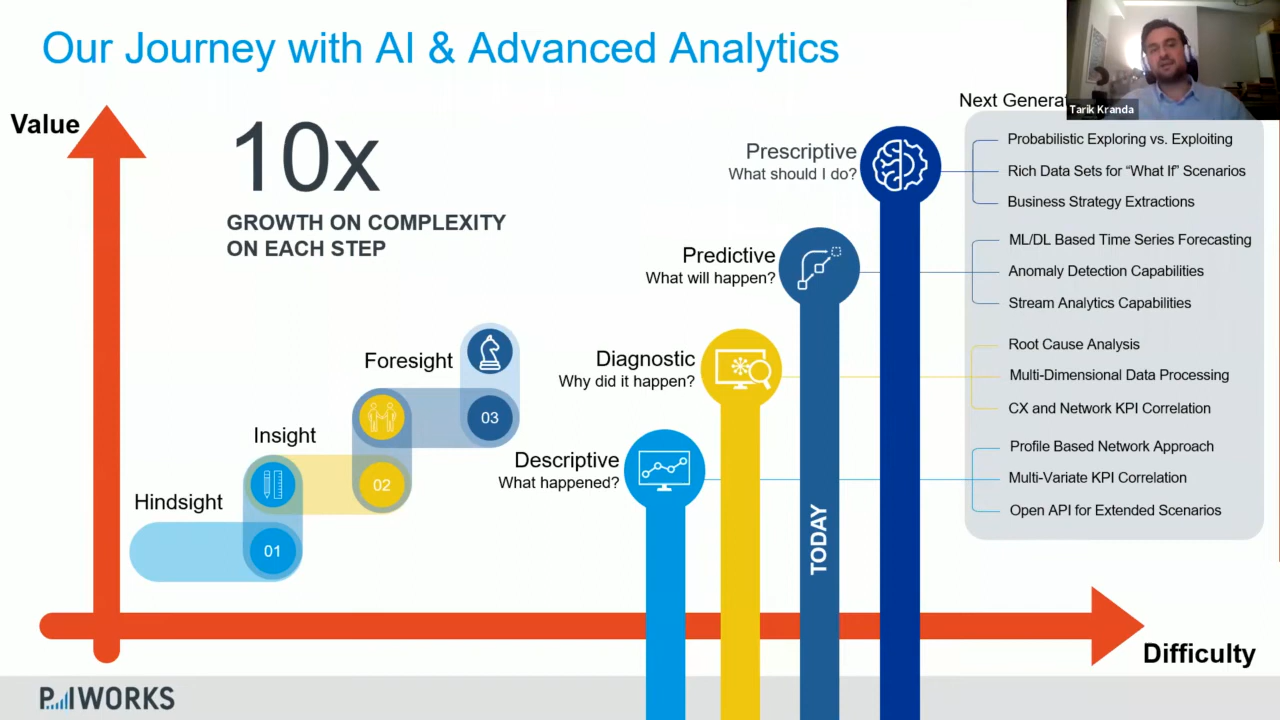 Our Journey with AI & Advanced Analytics
Tarik Kranda
Value
10x
GROWTH ON COMPLEXITY
ON EACH STEP
Hindsight
01
Insight
02
Foresight
03
Descriptive
What happened?
Diagnostic
Why did it happen?
Predictive
What will happen?
Prescriptive
What should I do?
TODAY
Next
Probabilistic Exploring vs. Exploiting
Rich Data Sets for “What If” Scenarios
Business Strategy Extractions
ML/DL Based Time Series Forecasting
Anomaly Detection Capabilities
Stream Analytics Capabilities
Root Cause Analysis
Multi-Dimensional Data Processing
CX and Network KPI Correlation
Profile Based Network Approach
Multi-Variate KPI Correlation
Open API for Extended Scenarios
Difficulty
P.I WORKS